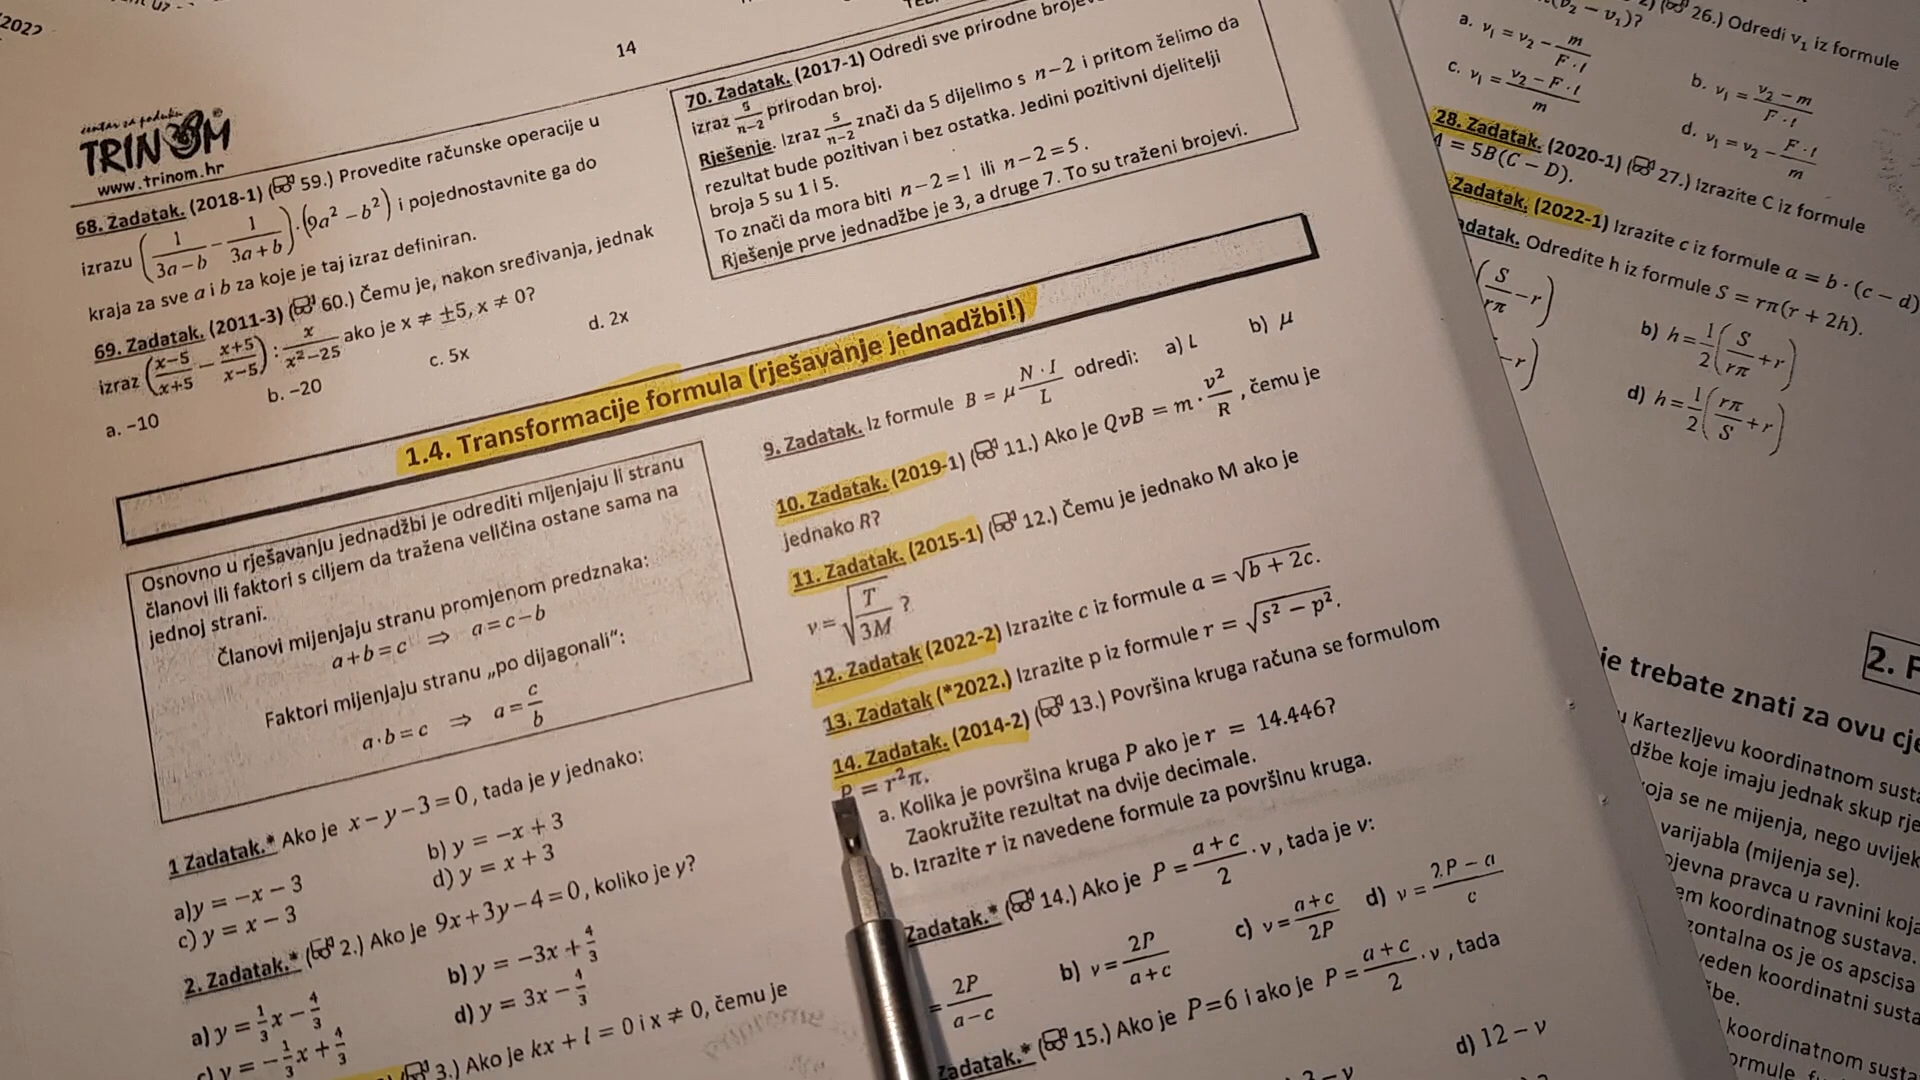 2022
14
centar za poduku
TRINOM
www.trinom.hr
68. Zadatak. (2018-1) (59.) Provedite računske operacije u
izrazu (1/(3a−b) − 1/(3a+b))·(9a² −b²) i pojednostavnite ga do
kraja za sve a i b za koje je taj izraz definiran.
69. Zadatak. (2011-3) (60.) Čemu je, nakon sređivanja, jednak
izraz ((x−5)/(x+5) − (x+5)/(x−5)) : x/(x²−25) ako je x ≠ ±5, x ≠ 0?
a. −10
b. −20
c. 5x
d. 2x
70. Zadatak. (2017-1) Odredi sve prirodne
izraz 5/(n−2) prirodan broj.
Rješenje. Izraz 5/(n−2) znači da 5 dijelimo s n−2 i pritom želimo da
rezultat bude pozitivan i bez ostatka. Jedini pozitivni djelitelji
broja 5 su 1 i 5.
To znači da mora biti n−2=1 ili n−2=5.
Rješenje prve jednadžbe je 3, a druge 7. To su traženi brojevi.
1.4. Transformacije formula (rješavanje jednadžbi!)
Osnovno u rješavanju jednadžbi je odrediti mijenjaju li stranu
članovi ili faktori s ciljem da tražena veličina ostane sama na
jednoj strani.
Članovi mijenjaju stranu promjenom predznaka:
a+b=c ⇒ a=c−b
Faktori mijenjaju stranu „po dijagonali“:
a·b=c ⇒ a=c/b
1 Zadatak.* Ako je x−y−3=0, tada je y jednako:
a)y = −x − 3
b) y = −x + 3
c) y = x − 3
d) y = x + 3
2. Zadatak.* (2.) Ako je 9x+3y−4=0, koliko je y?
a) y = 1/3x − 4/3
b) y = −3x + 4/3
c) y = −1/3x + 4/3
d) y = 3x − 4/3
3.) Ako je kx + l = 0 i x ≠ 0, čemu je
9. Zadatak. Iz formule B = μ N·I/L odredi: a) L b) μ
10. Zadatak. (2019-1) (11.) Ako je QvB = m·v²/R, čemu je
jednako R?
11. Zadatak. (2015-1) (12.) Čemu je jednako M ako je
v=√(T/3M) ?
12. Zadatak (2022-2) Izrazite c iz formule a = √(b + 2c).
13. Zadatak (*2022.) Izrazite p iz formule r = √(s² − p²).
14. Zadatak. (2014-2) (13.) Površina kruga računa se formulom
P = r²π.
a. Kolika je površina kruga P ako je r = 14.446?
Zaokružite rezultat na dvije decimale.
b. Izrazite r iz navedene formule za površinu kruga.
Zadatak.* (14.) Ako je P = (a+c)/2 ·v, tada je v:
= 2P/(a−c)
b) v = 2P/(a+c)
c) v = (a+c)/2P
d) v = (2P − a)/c
Zadatak.* (15.) Ako je P=6 i ako je P = (a+c)/2 ·v, tada
d) 12 − v
26.) Odredi v₁ iz formule
(v₂ − v₁)?
a. v₁ = v₂ − m/(F·t)
b. v₁ = (v₂ − m)/(F·t)
c. v₁ = (v₂ − F·t)/m
d. v₁ = v₂ − F·t/m
28. Zadatak. (2020-1) (27.) Izrazite C iz formule
= 5B(C − D).
Zadatak. (2022-1) Izrazite c iz formule a = b · (c − d)
Odredite h iz formule S = rπ(r + 2h).
(S/rπ −r)
b) h=1/2(S/rπ +r)
−r)
d) h=1/2(rπ/S +r)
2.
je trebate znati za ovu
Kartezijevu koordinatnom
koje imaju jednak skup
se ne mijenja, nego uvijek
varijabla (mijenja se).
pravca u ravnini
koordinatnog sustava.
os je os apscisa
koordinatni
koordinatnom